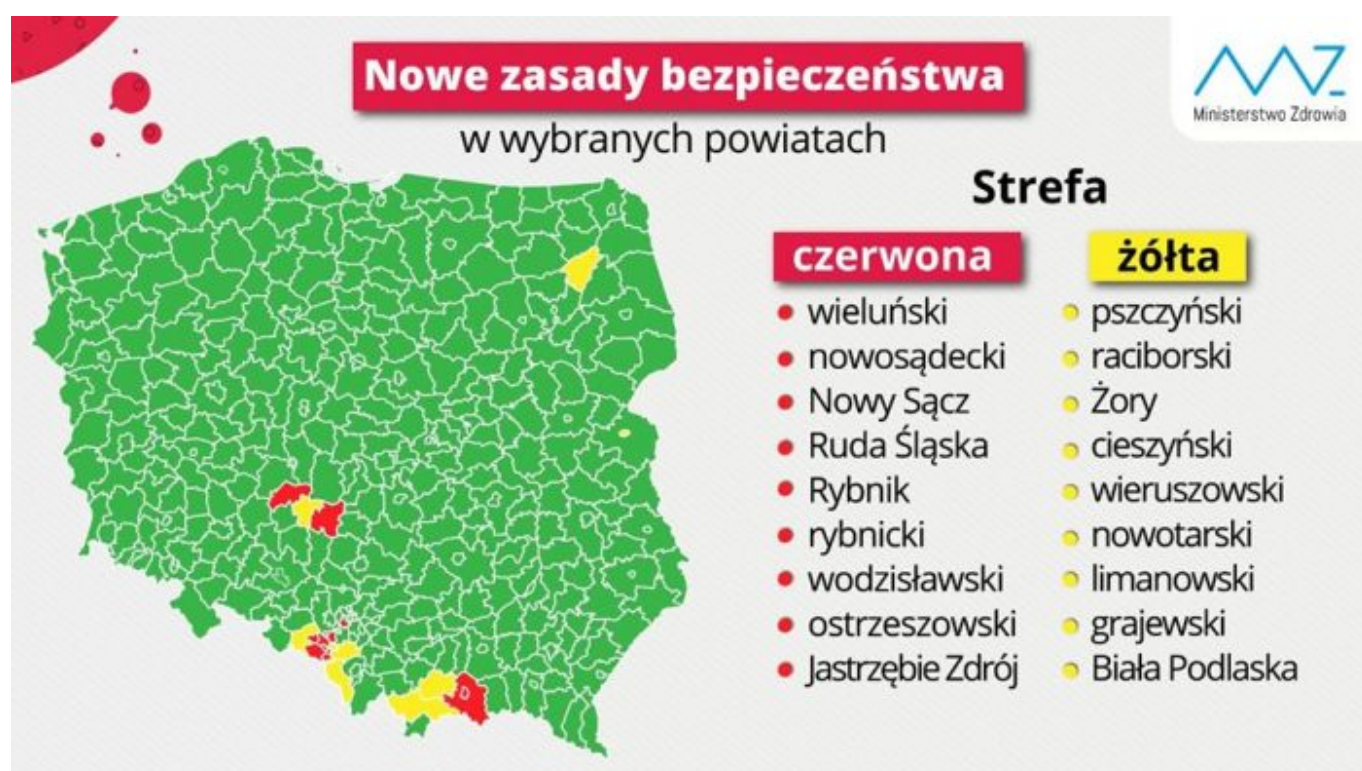 Nowe zasady bezpieczeństwa
w wybranych powiatach
Ministerstwo Zdrowia
Strefa
czerwona
wieluński
nowosądecki
Nowy Sącz
Ruda Śląska
Rybnik
rybnicki
wodzisławski
ostrzeszowski
Jastrzębie Zdrój
żółta
pszczyński
raciborski
Żory
cieszyński
wieruszowski
nowotarski
limanowski
grajewski
Biała Podlaska